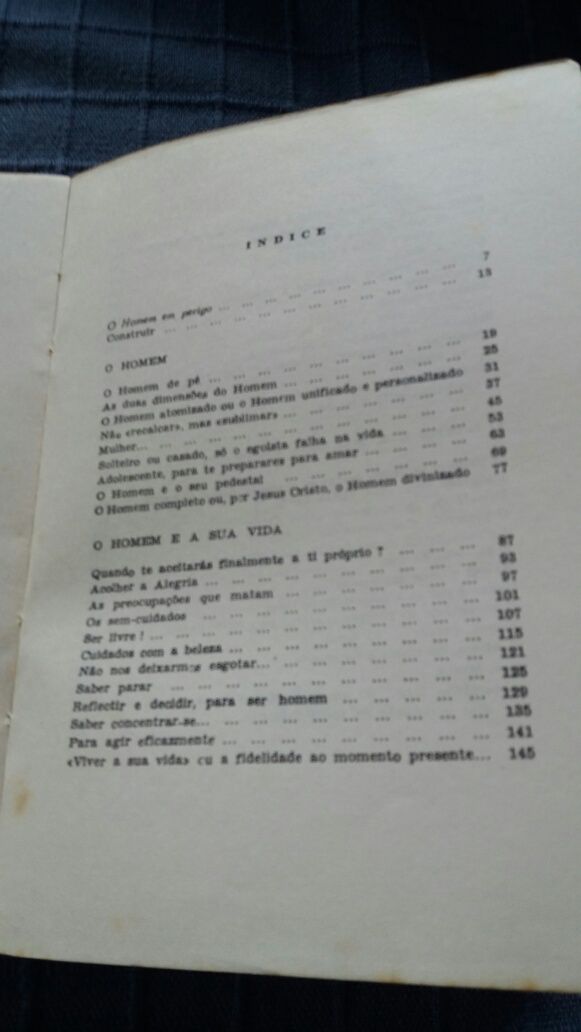 INDICE
O Homem em perigo ... ... ... ... ... ... ... ... ... ... 7
Construir ... ... ... ... ... ... ... ... ... ... ... ... 13
O HOMEM
O Homem de pé ... ... ... ... ... ... ... ... ... ... 19
As duas dimensões do Homem ... ... ... ... ... ... ... 25
O Homem atomizado ou o Homem unificado e personalizado 31
Não «recalcar», mas «sublimar» ... ... ... ... ... ... 37
Mulher... ... ... ... ... ... ... ... ... ... ... ... 45
Solteiro ou casado, só o egoista falha na vida ... ... ... 53
Adolescente, para te preparares para amar ... ... ... ... 63
O Homem e o seu pedestal ... ... ... ... ... ... ... 69
O Homem completo ou, por Jesus Cristo, o Homem divinizado 77
O HOMEM E A SUA VIDA
Quando te aceitarás finalmente a ti próprio? ... ... ... 87
Acolher a Alegria ... ... ... ... ... ... ... ... ... 93
As preocupações que matam ... ... ... ... ... ... ... 97
Os sem-cuidados ... ... ... ... ... ... ... ... ... 101
Ser livre! ... ... ... ... ... ... ... ... ... ... ... 107
Cuidados com a beleza ... ... ... ... ... ... ... ... 115
Não nos deixarmos esgotar... ... ... ... ... ... ... 121
Saber parar ... ... ... ... ... ... ... ... ... ... 125
Reflectir e decidir, para ser homem ... ... ... ... ... 129
Saber concentrar-se... ... ... ... ... ... ... ... ... 135
Para agir eficazmente ... ... ... ... ... ... ... ... 141
«Viver a sua vida» ou a fidelidade ao momento presente... 145